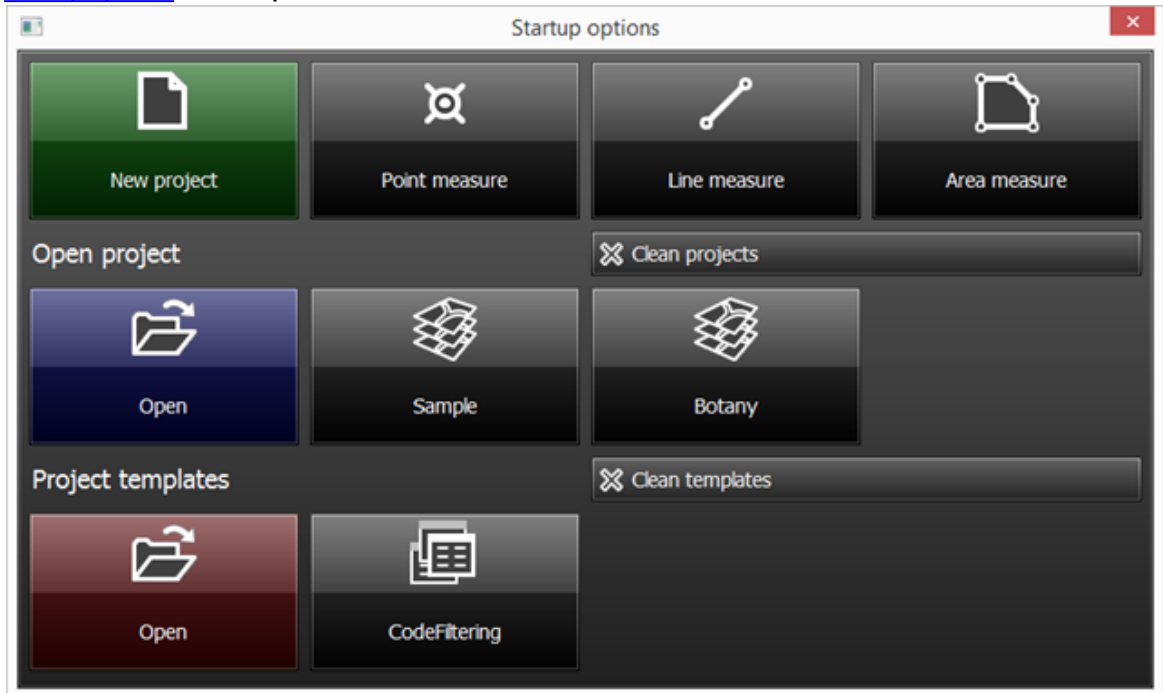 Startup options
New project
Point measure
Line measure
Area measure
Open project
Clean projects
Open
Sample
Botany
Project templates
Clean templates
Open
CodeFiltering